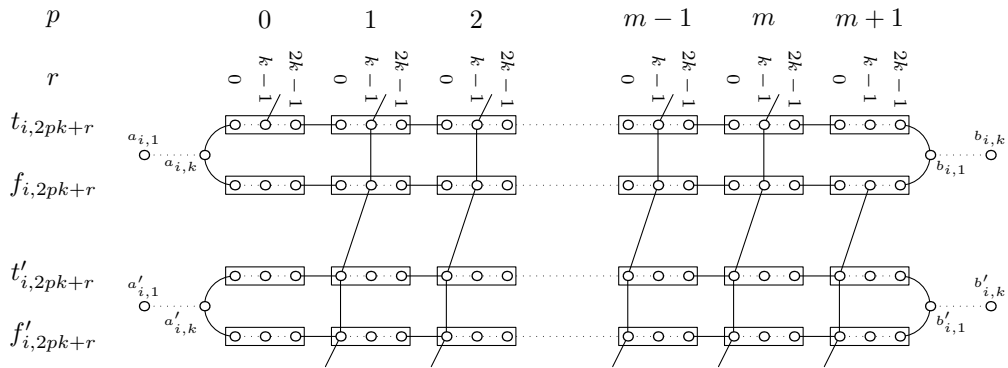 p 0 1 2 m − 1 m m + 1
r 0 k − 1 2k − 1 0 k − 1 2k − 1 0 k − 1 2k − 1 0 k − 1 2k − 1 0 k − 1 2k − 1 0 k − 1 2k − 1
t_{i,2pk+r}
a_{i,1} a_{i,k} b_{i,1} b_{i,k}
f_{i,2pk+r}
t'_{i,2pk+r}
a'_{i,1} a'_{i,k} b'_{i,1} b'_{i,k}
f'_{i,2pk+r}